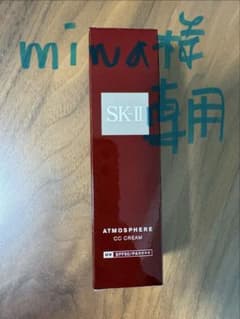 mina様
専用
SK-II
ATMOSPHERE
CC CREAM
SPF50/PA++++